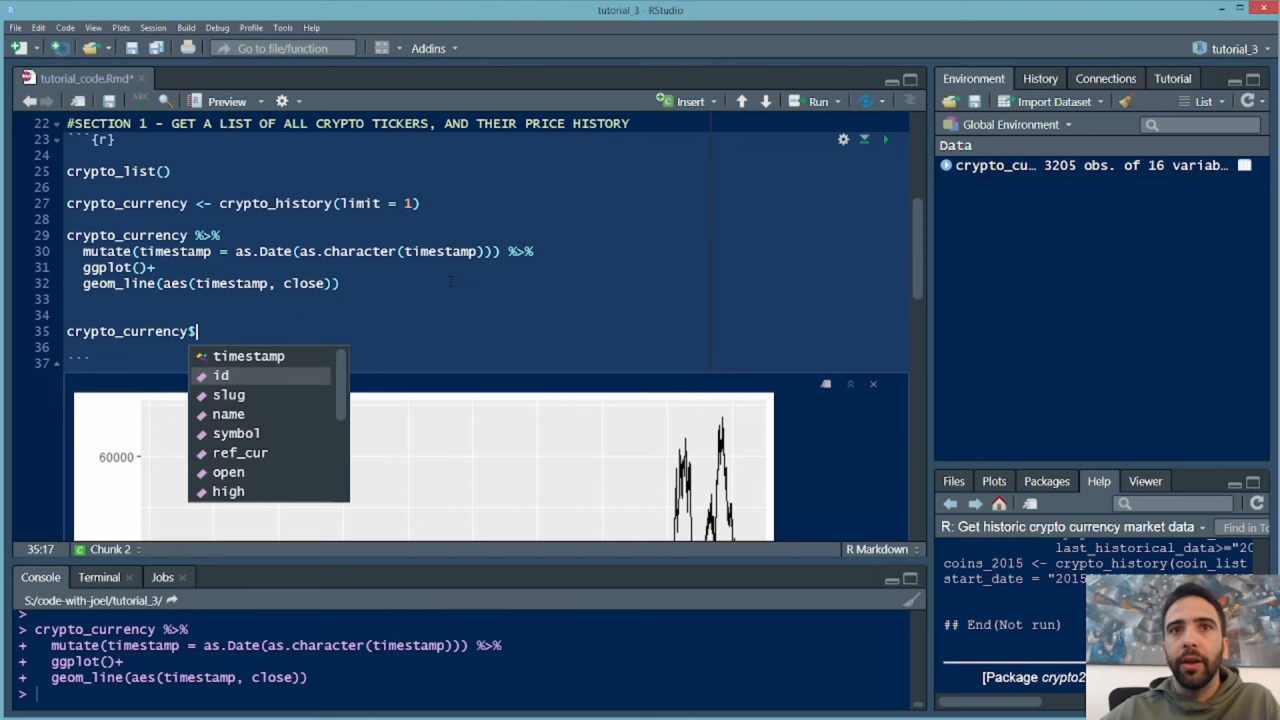 tutorial_3 - RStudio
File Edit Code View Plots Session Build Debug Profile Tools Help
Go to file/function Addins tutorial_3
tutorial_code.Rmd*
ABC Preview Insert Run
22 #SECTION 1 - GET A LIST OF ALL CRYPTO TICKERS, AND THEIR PRICE HISTORY
23 ```{r}
24
25 crypto_list()
26
27 crypto_currency <- crypto_history(limit = 1)
28
29 crypto_currency %>%
30 mutate(timestamp = as.Date(as.character(timestamp))) %>%
31 ggplot()+
32 geom_line(aes(timestamp, close))
33
34
35 crypto_currency$
36
37 ```
timestamp
id
slug
name
symbol
ref_cur
open
high
60000
35:17 Chunk 2 R Markdown
Console Terminal Jobs
S:/code-with-joel/tutorial_3/
>
> crypto_currency %>%
+ mutate(timestamp = as.Date(as.character(timestamp))) %>%
+ ggplot()+
+ geom_line(aes(timestamp, close))
>
Environment History Connections Tutorial
Import Dataset List
Global Environment
Data
crypto_cu... 3205 obs. of 16 variab...
Files Plots Packages Help Viewer
R: Get historic crypto currency market data Find in To
last_historical_data>="20
coins_2015 <- crypto_history(coin_list
start_date = "2015
## End(Not run)
[Package crypto2